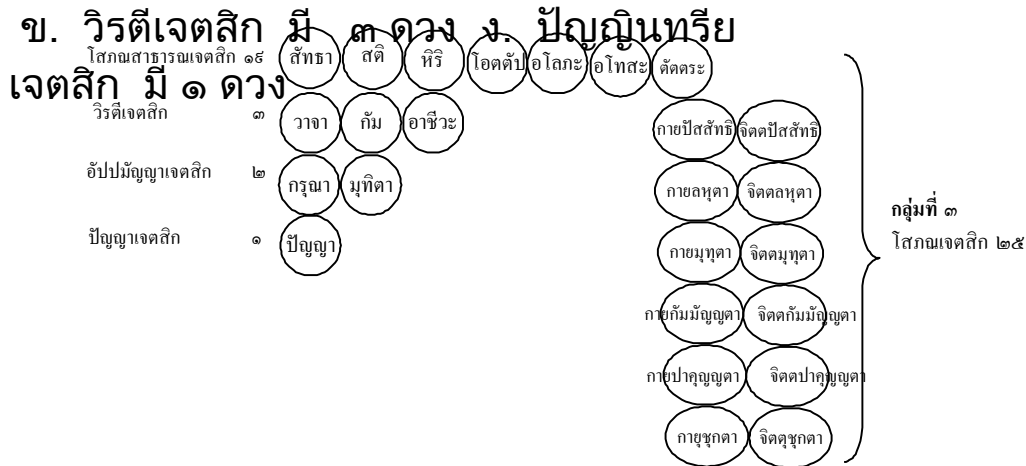 ข. วิรตีเจตสิก มี ๓ ดวง ง. ปัญญินทรีย
เจตสิก มี ๑ ดวง
โสภณสาธารณเจตสิก ๑๙ สัทธา สติ หิริ โอตตัป อโลภะ อโทสะ ตัตตระ
วิรตีเจตสิก ๓ วาจา กัม อาชีวะ
กายปัสสัทธิ จิตตปัสสัทธิ
อัปปมัญญาเจตสิก ๒ กรุณา มุทิตา
กายลหุตา จิตตลหุตา
ปัญญาเจตสิก ๑ ปัญญา
กายมุทุตา จิตตมุทุตา
กายกัมมัญญตา จิตตกัมมัญญตา
กายปาคุญญตา จิตตปาคุญญตา
กายุชุกตา จิตตุชุกตา
กลุ่มที่ ๓
โสภณเจตสิก ๒๕